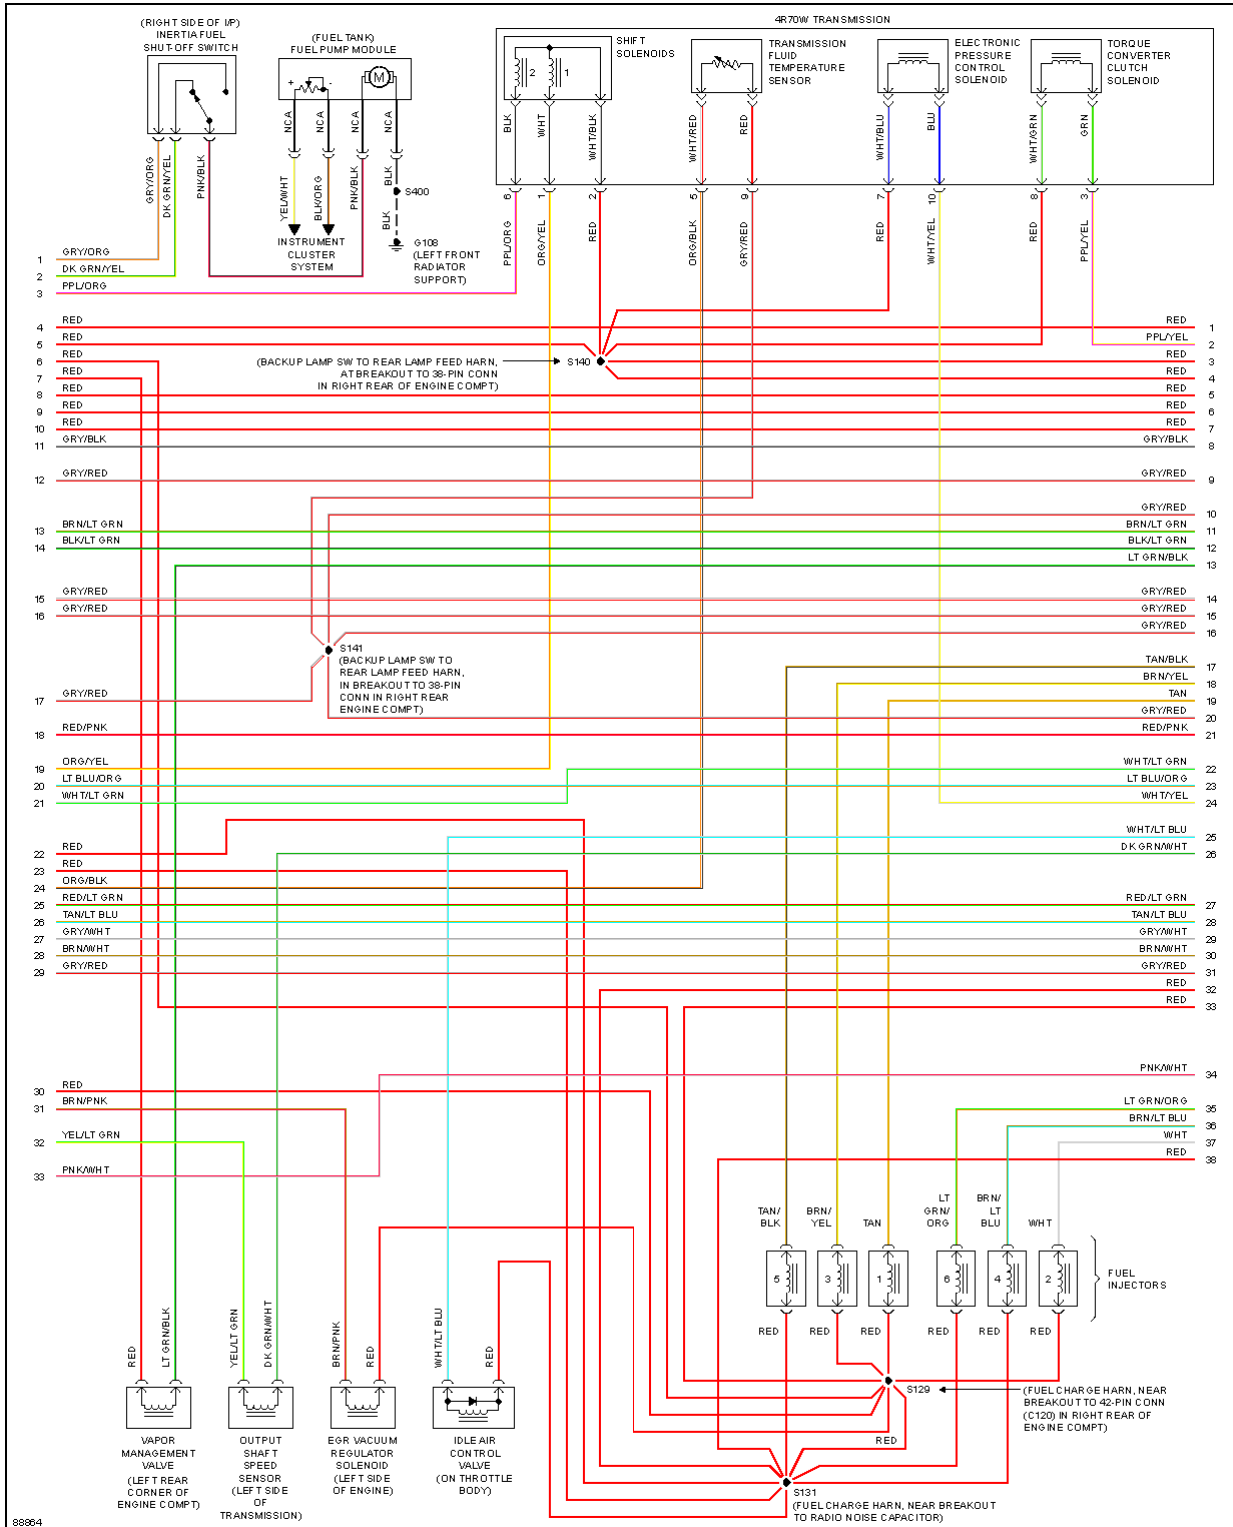 4R70W TRANSMISSION
(RIGHT SIDE OF I/P)
INERTIA FUEL
SHUT-OFF SWITCH
(FUEL TANK)
FUEL PUMP MODULE
SHIFT
SOLENOIDS
TRANSMISSION
FLUID
TEMPERATURE
SENSOR
ELECTRONIC
PRESSURE
CONTROL
SOLENOID
TORQUE
CONVERTER
CLUTCH
SOLENOID
+ -
M
2 1
NCA NCA NCA NCA
BLK WHT WHT/BLK WHT/RED RED WHT/BLU BLU WHT/GRN GRN
GRY/ORG DK GRN/YEL PNK/BLK
YEL/WHT BLK/ORG PNK/BLK BLK
S400
BLK
6 1 2 5 9 7 10 8 3
PPL/ORG ORG/YEL RED ORG/BLK GRY/RED RED WHT/YEL RED PPL/YEL
INSTRUMENT
CLUSTER
SYSTEM
G108
(LEFT FRONT
RADIATOR
SUPPORT)
1 GRY/ORG
2 DK GRN/YEL
3 PPL/ORG
4 RED
5 RED
6 RED
7 RED
8 RED
9 RED
10 RED
11 GRY/BLK
12 GRY/RED
13 BRN/LT GRN
14 BLK/LT GRN
15 GRY/RED
16 GRY/RED
17 GRY/RED
18 RED/PNK
19 ORG/YEL
20 LT BLU/ORG
21 WHT/LT GRN
22 RED
23 RED
24 ORG/BLK
25 RED/LT GRN
26 TAN/LT BLU
27 GRY/WHT
28 BRN/WHT
29 GRY/RED
30 RED
31 BRN/PNK
32 YEL/LT GRN
33 PNK/WHT
(BACKUP LAMP SW TO REAR LAMP FEED HARN,
AT BREAKOUT TO 38-PIN CONN
IN RIGHT REAR OF ENGINE COMPT)
S140
S141
(BACKUP LAMP SW TO
REAR LAMP FEED HARN,
IN BREAKOUT TO 38-PIN
CONN IN RIGHT REAR
ENGINE COMPT)
RED 1
PPL/YEL 2
RED 3
RED 4
RED 5
RED 6
RED 7
GRY/BLK 8
GRY/RED 9
GRY/RED 10
BRN/LT GRN 11
BLK/LT GRN 12
LT GRN/BLK 13
GRY/RED 14
GRY/RED 15
GRY/RED 16
TAN/BLK 17
BRN/YEL 18
TAN 19
GRY/RED 20
RED/PNK 21
WHT/LT GRN 22
LT BLU/ORG 23
WHT/YEL 24
WHT/LT BLU 25
DK GRN/WHT 26
RED/LT GRN 27
TAN/LT BLU 28
GRY/WHT 29
BRN/WHT 30
GRY/RED 31
RED 32
RED 33
PNK/WHT 34
LT GRN/ORG 35
BRN/LT BLU 36
WHT 37
RED 38
TAN/
BLK
BRN/
YEL
TAN
LT
GRN/
ORG
BRN/
LT
BLU
WHT
5 3 1 6 4 2
FUEL
INJECTORS
RED RED RED RED RED RED
RED LT GRN/BLK YEL/LT GRN DK GRN/WHT BRN/PNK RED WHT/LT BLU RED
S129
(FUEL CHARGE HARN, NEAR
BREAKOUT TO 42-PIN CONN
(C120) IN RIGHT REAR OF
ENGINE COMPT)
RED
S131
(FUEL CHARGE HARN, NEAR BREAKOUT
TO RADIO NOISE CAPACITOR)
VAPOR
MANAGEMENT
VALVE
(LEFT REAR
CORNER OF
ENGINE COMPT)
OUTPUT
SHAFT
SPEED
SENSOR
(LEFT SIDE
OF
TRANSMISSION)
EGR VACUUM
REGULATOR
SOLENOID
(LEFT SIDE
OF ENGINE)
IDLE AIR
CONTROL
VALVE
(ON THROTTLE
BODY)
88864